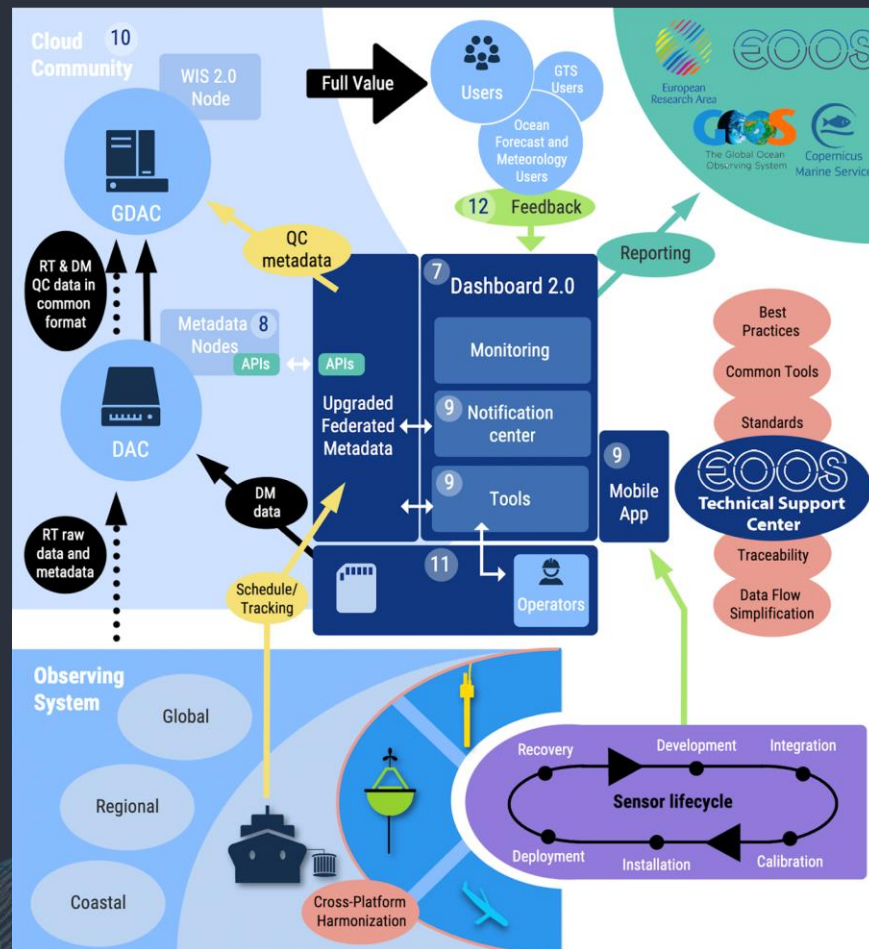 Cloud 10
Community
WIS 2.0
Node
GDAC
Full Value
Users
GTS
Users
Ocean
Forecast and
Meteorology
Users
12 Feedback
European
Research Area
EOOS
GOOS
The Global Ocean
Observing System
Copernicus
Marine Service
Reporting
QC
metadata
RT & DM
QC data in
common
format
Metadata 8
Nodes
APIs
APIs
Upgraded
Federated
Metadata
7
Dashboard 2.0
Monitoring
9 Notification
center
9 Tools
9
Mobile
App
Best
Practices
Common Tools
Standards
EOOS
Technical Support
Center
Traceability
Data Flow
Simplification
DAC
DM
data
RT raw
data and
metadata
Schedule/
Tracking
11
Operators
Observing
System
Global
Regional
Coastal
Cross-Platform
Harmonization
Recovery
Development
Integration
Sensor lifecycle
Deployment
Installation
Calibration